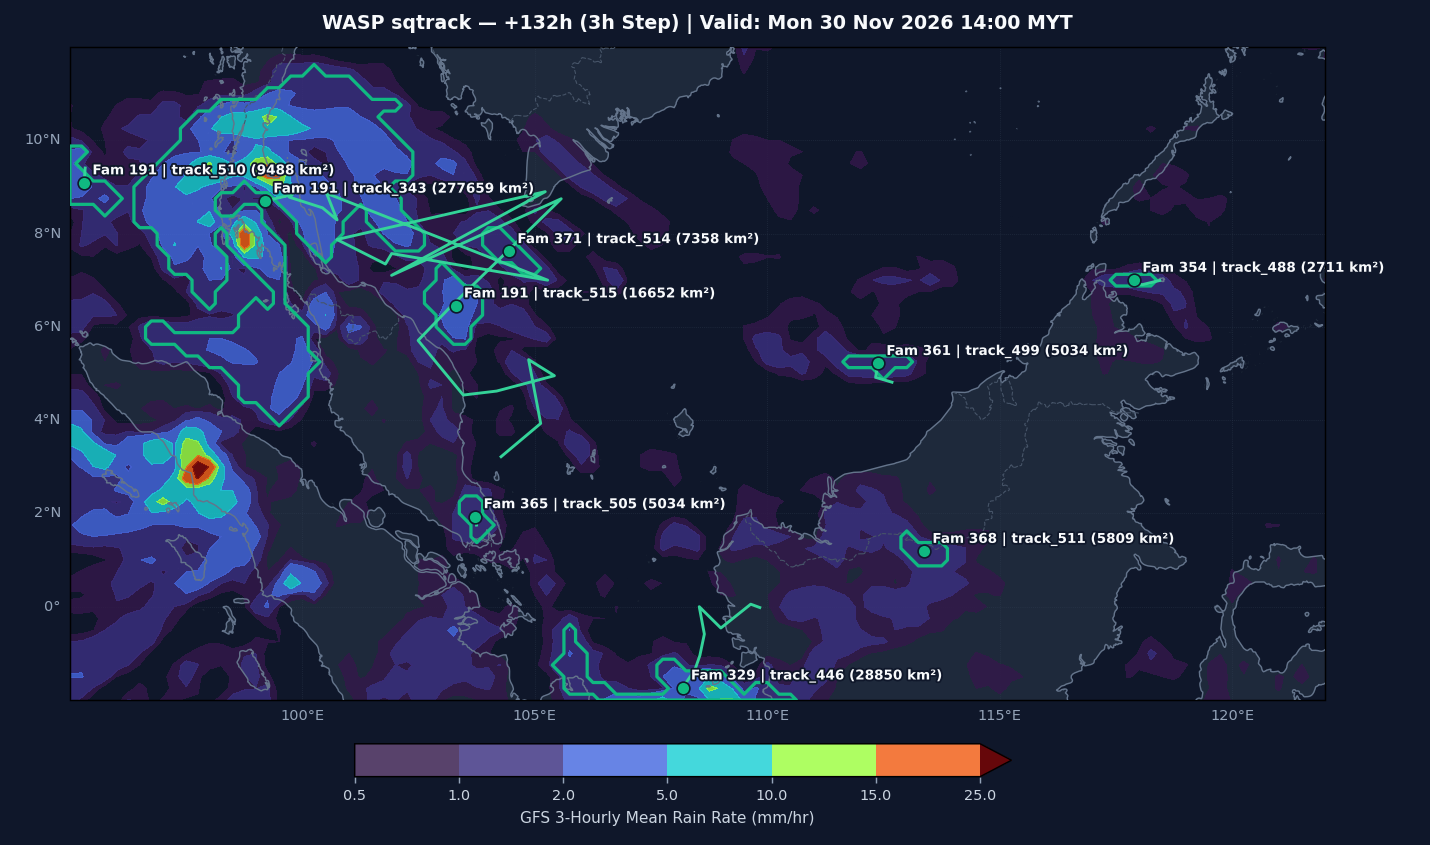 WASP sqtrack — +132h (3h Step) | Valid: Mon 30 Nov 2026 14:00 MYT
10°N
Fam 191 | track_510 (9488 km²)
Fam 191 | track_343 (277659 km²)
8°N
Fam 371 | track_514 (7358 km²)
Fam 354 | track_488 (2711 km²)
Fam 191 | track_515 (16652 km²)
6°N
Fam 361 | track_499 (5034 km²)
4°N
2°N
Fam 365 | track_505 (5034 km²)
Fam 368 | track_511 (5809 km²)
0°
Fam 329 | track_446 (28850 km²)
100°E 105°E 110°E 115°E 120°E
0.5 1.0 2.0 5.0 10.0 15.0 25.0
GFS 3-Hourly Mean Rain Rate (mm/hr)